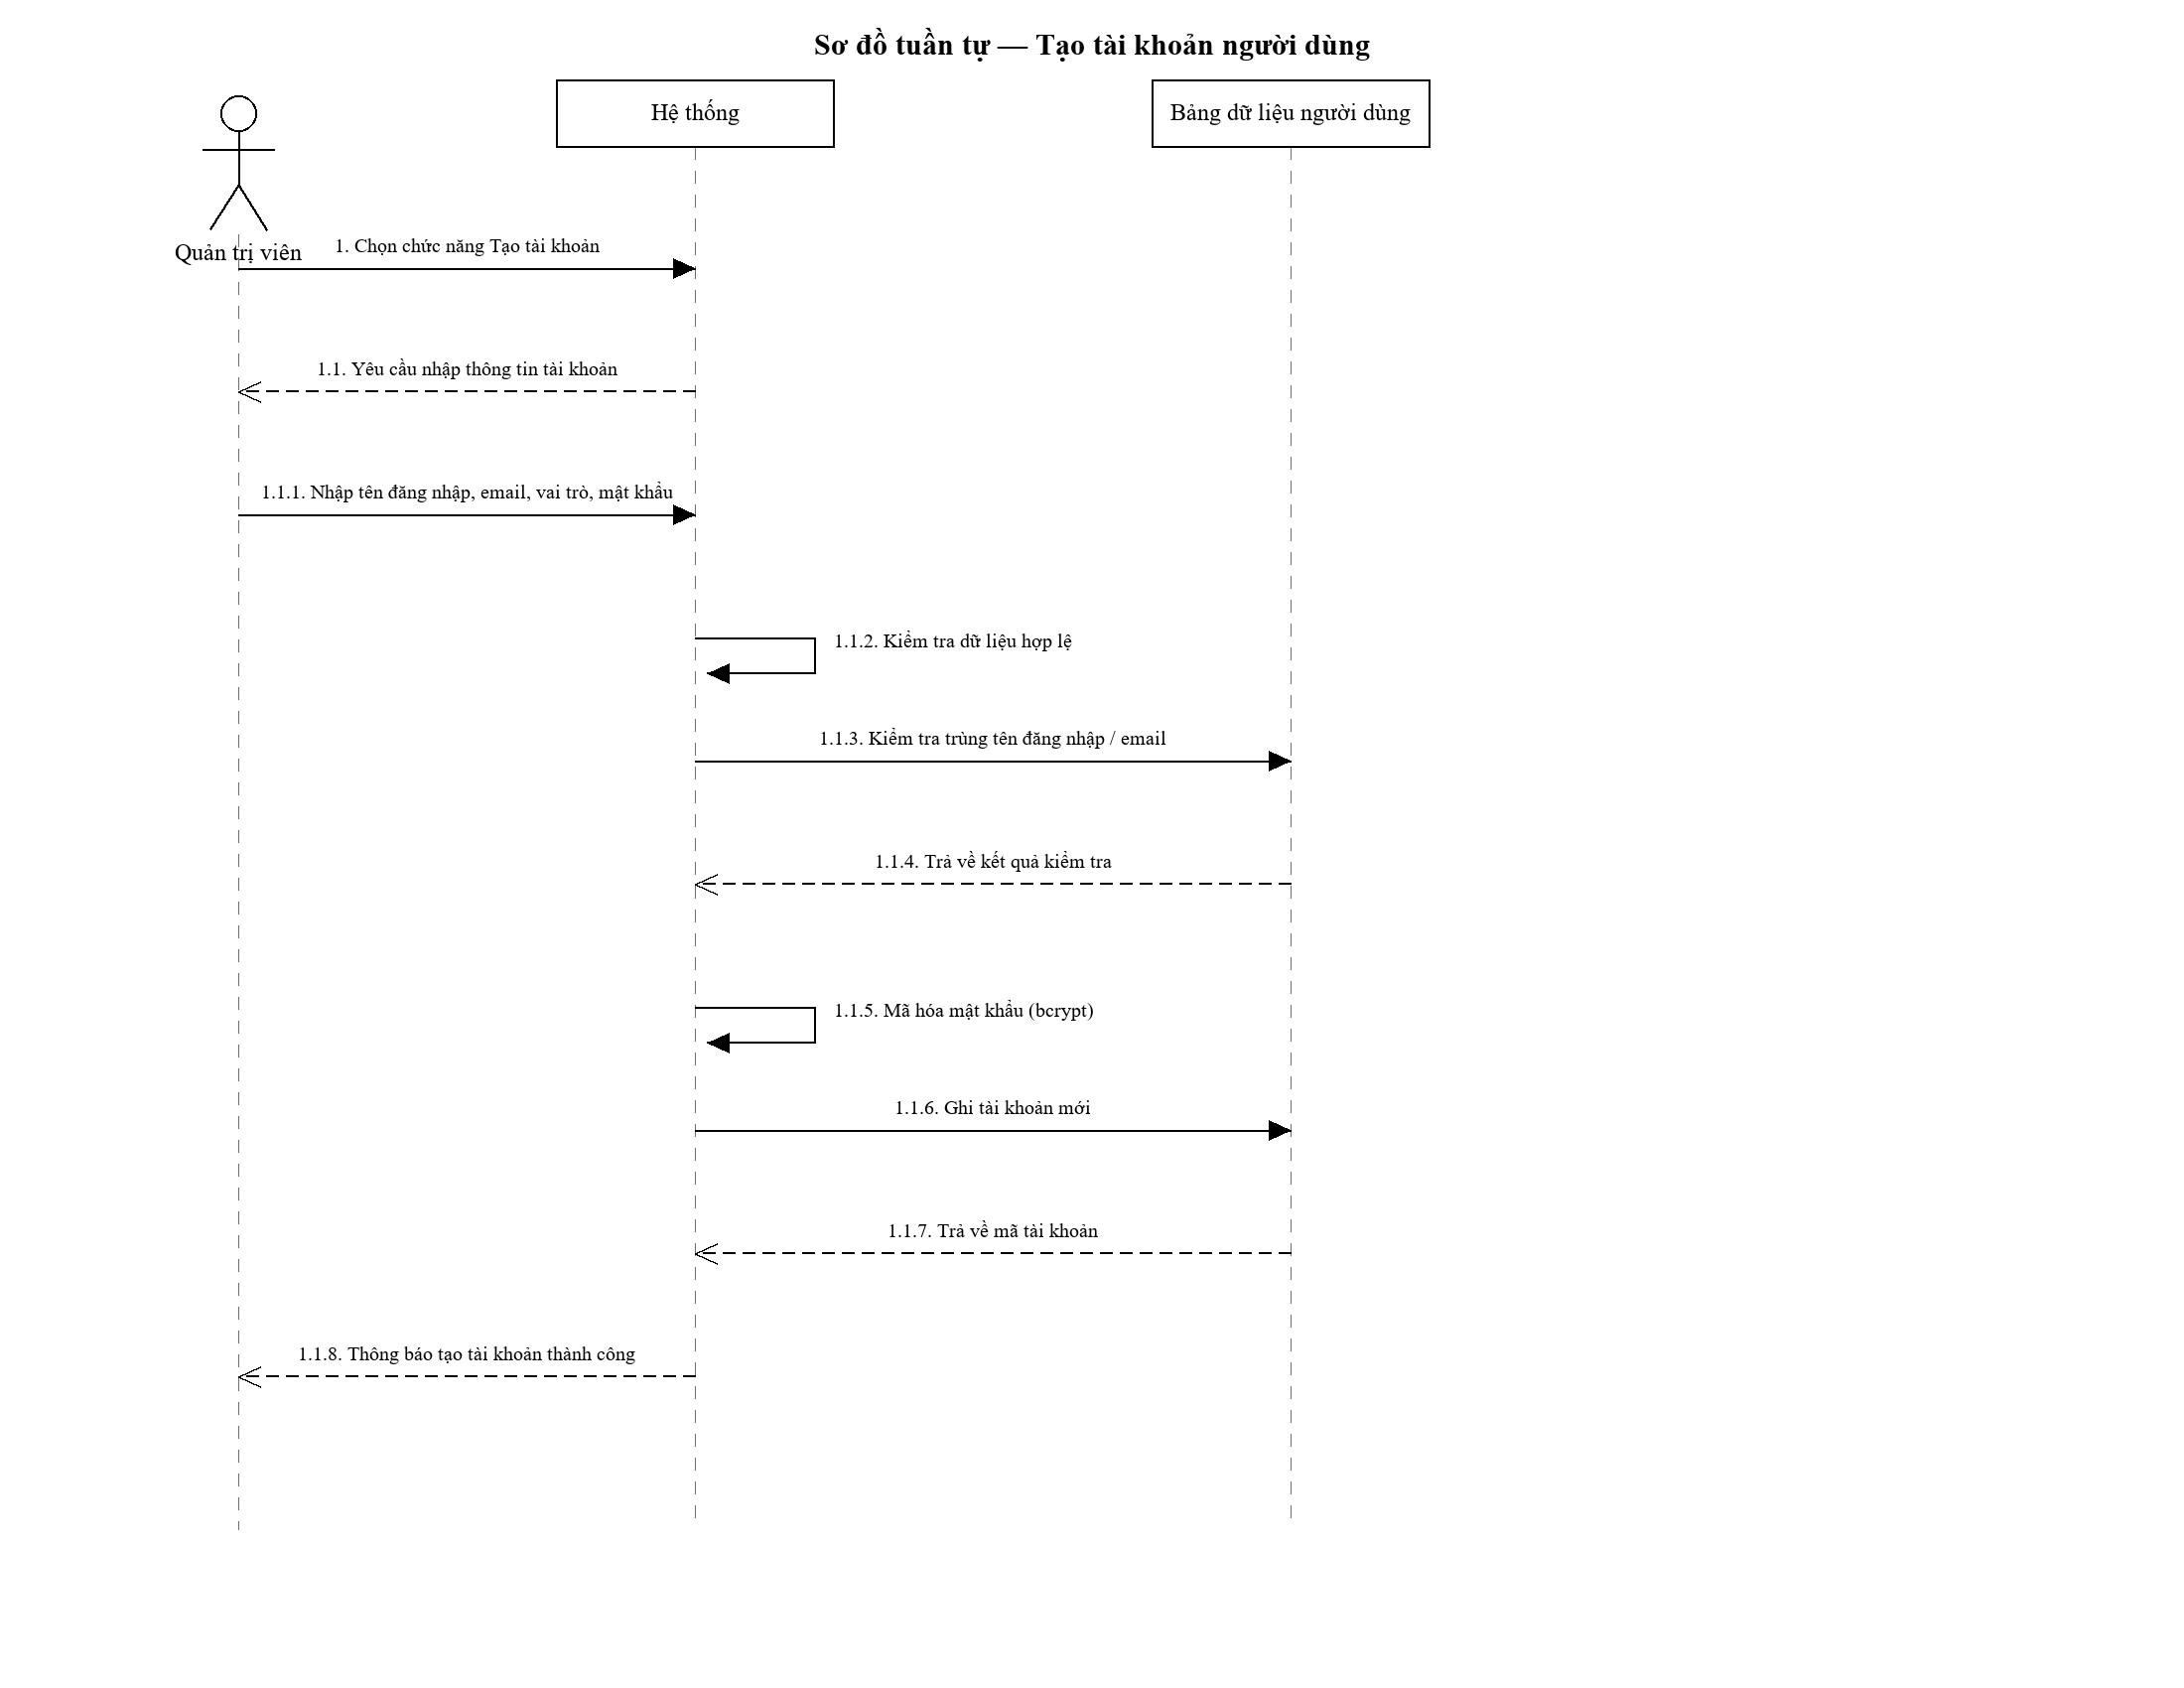 Sơ đồ tuần tự — Tạo tài khoản người dùng
Hệ thống
Bảng dữ liệu người dùng
Quản trị viên
1. Chọn chức năng Tạo tài khoản
1.1. Yêu cầu nhập thông tin tài khoản
1.1.1. Nhập tên đăng nhập, email, vai trò, mật khẩu
1.1.2. Kiểm tra dữ liệu hợp lệ
1.1.3. Kiểm tra trùng tên đăng nhập / email
1.1.4. Trả về kết quả kiểm tra
1.1.5. Mã hóa mật khẩu (bcrypt)
1.1.6. Ghi tài khoản mới
1.1.7. Trả về mã tài khoản
1.1.8. Thông báo tạo tài khoản thành công